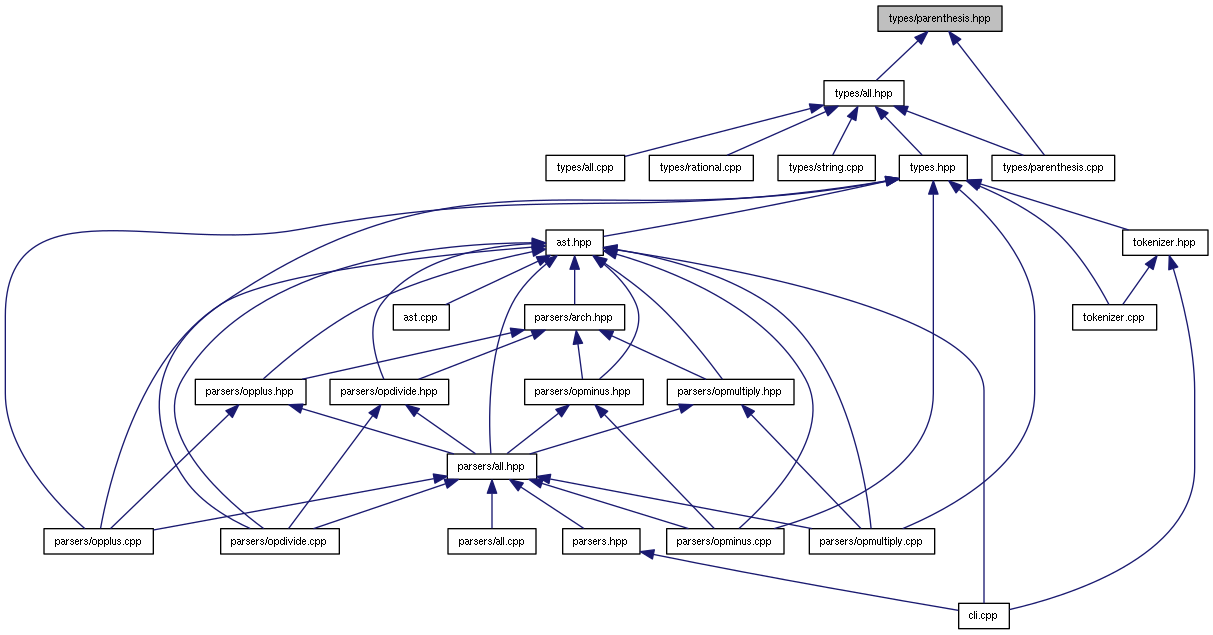 types/parenthesis.hpp
types/all.hpp
types/all.cpp
types/rational.cpp
types/string.cpp
types.hpp
types/parenthesis.cpp
ast.hpp
tokenizer.hpp
ast.cpp
parsers/arch.hpp
tokenizer.cpp
parsers/opplus.hpp
parsers/opdivide.hpp
parsers/opminus.hpp
parsers/opmultiply.hpp
parsers/all.hpp
parsers/opplus.cpp
parsers/opdivide.cpp
parsers/all.cpp
parsers.hpp
parsers/opminus.cpp
parsers/opmultiply.cpp
cli.cpp